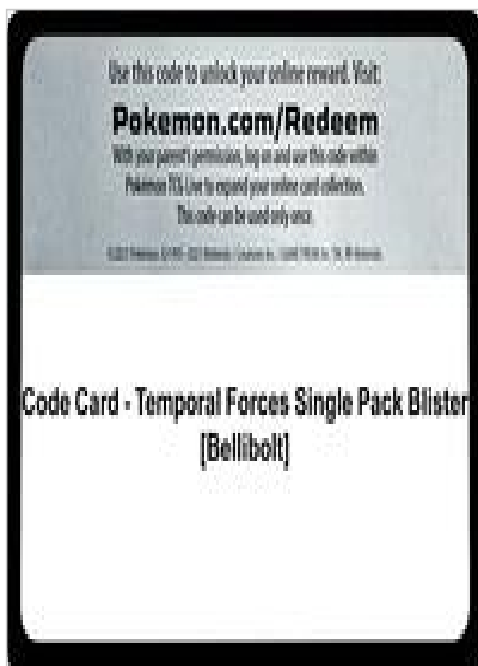 Use this code to unlock your online reward. Visit:
Pokemon.com/Redeem
With your parent's permission, log on and use this code within
Pokémon TCG Live to expand your online card collection.
This code can be used only once.
Code Card - Temporal Forces Single Pack Blister
[Bellibolt]